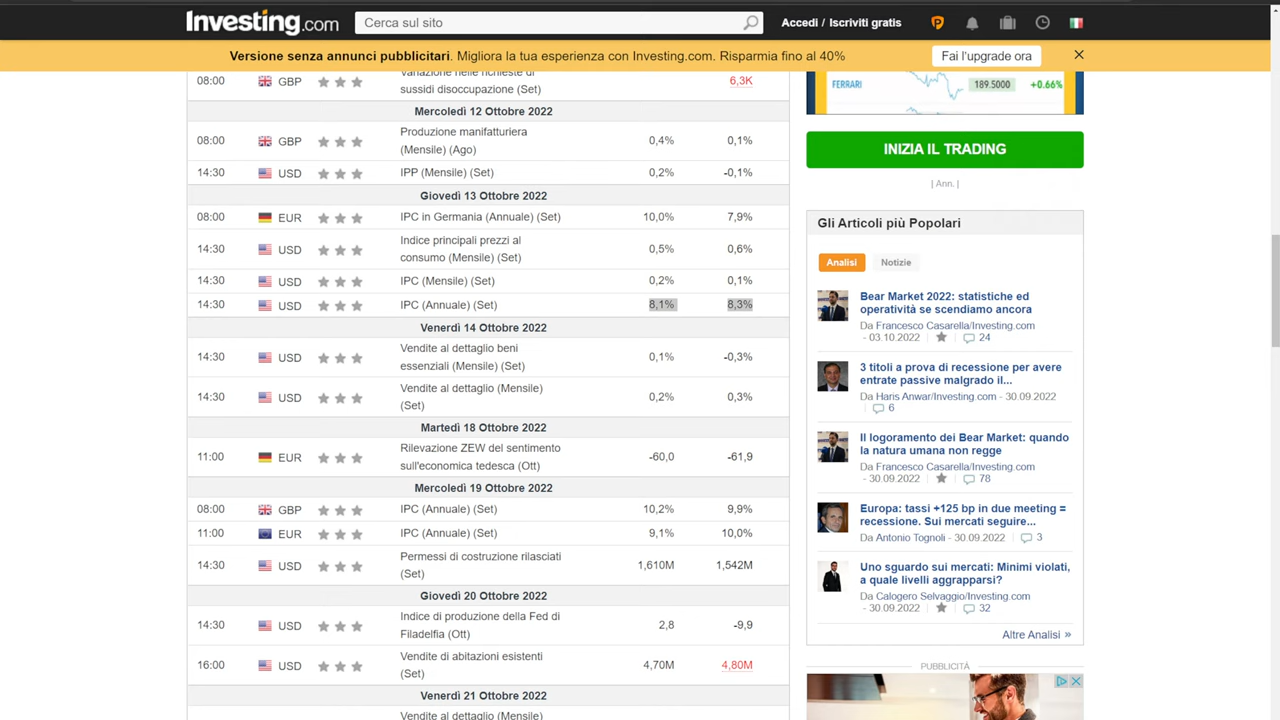 Investing.com
Cerca sul sito
Accedi / Iscriviti gratis
Versione senza annunci pubblicitari. Migliora la tua esperienza con Investing.com. Risparmia fino al 40%
Fai l'upgrade ora
08:00 GBP Variazione nelle richieste di
sussidi disoccupazione (Set) 6,3K
Mercoledì 12 Ottobre 2022
08:00 GBP Produzione manifatturiera
(Mensile) (Ago) 0,4% 0,1%
14:30 USD IPP (Mensile) (Set) 0,2% -0,1%
Giovedì 13 Ottobre 2022
08:00 EUR IPC in Germania (Annuale) (Set) 10,0% 7,9%
14:30 USD Indice principali prezzi al
consumo (Mensile) (Set) 0,5% 0,6%
14:30 USD IPC (Mensile) (Set) 0,2% 0,1%
14:30 USD IPC (Annuale) (Set) 8,1% 8,3%
Venerdì 14 Ottobre 2022
14:30 USD Vendite al dettaglio beni
essenziali (Mensile) (Set) 0,1% -0,3%
14:30 USD Vendite al dettaglio (Mensile)
(Set) 0,2% 0,3%
Martedì 18 Ottobre 2022
11:00 EUR Rilevazione ZEW del sentimento
sull'economica tedesca (Ott) -60,0 -61,9
Mercoledì 19 Ottobre 2022
08:00 GBP IPC (Annuale) (Set) 10,2% 9,9%
11:00 EUR IPC (Annuale) (Set) 9,1% 10,0%
14:30 USD Permessi di costruzione rilasciati
(Set) 1,610M 1,542M
Giovedì 20 Ottobre 2022
14:30 USD Indice di produzione della Fed di
Filadelfia (Ott) 2,8 -9,9
16:00 USD Vendite di abitazioni esistenti
(Set) 4,70M 4,80M
Venerdì 21 Ottobre 2022
Vendite al dettaglio (Mensile)
FERRARI 189.5000 +0.66%
INIZIA IL TRADING
| Ann. |
Gli Articoli più Popolari
Analisi Notizie
Bear Market 2022: statistiche ed
operatività se scendiamo ancora
Da Francesco Casarella/Investing.com
- 03.10.2022 24
3 titoli a prova di recessione per avere
entrate passive malgrado il...
Da Haris Anwar/Investing.com - 30.09.2022
6
Il logoramento dei Bear Market: quando
la natura umana non regge
Da Francesco Casarella/Investing.com
- 30.09.2022 78
Europa: tassi +125 bp in due meeting =
recessione. Sui mercati seguire...
Da Antonio Tognoli - 30.09.2022 3
Uno sguardo sui mercati: Minimi violati,
a quale livelli aggrapparsi?
Da Calogero Selvaggio/Investing.com
- 30.09.2022 32
Altre Analisi »
PUBBLICITÀ